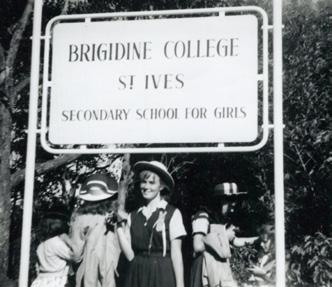 BRIGIDINE COLLEGE
ST IVES
SECONDARY SCHOOL FOR GIRLS